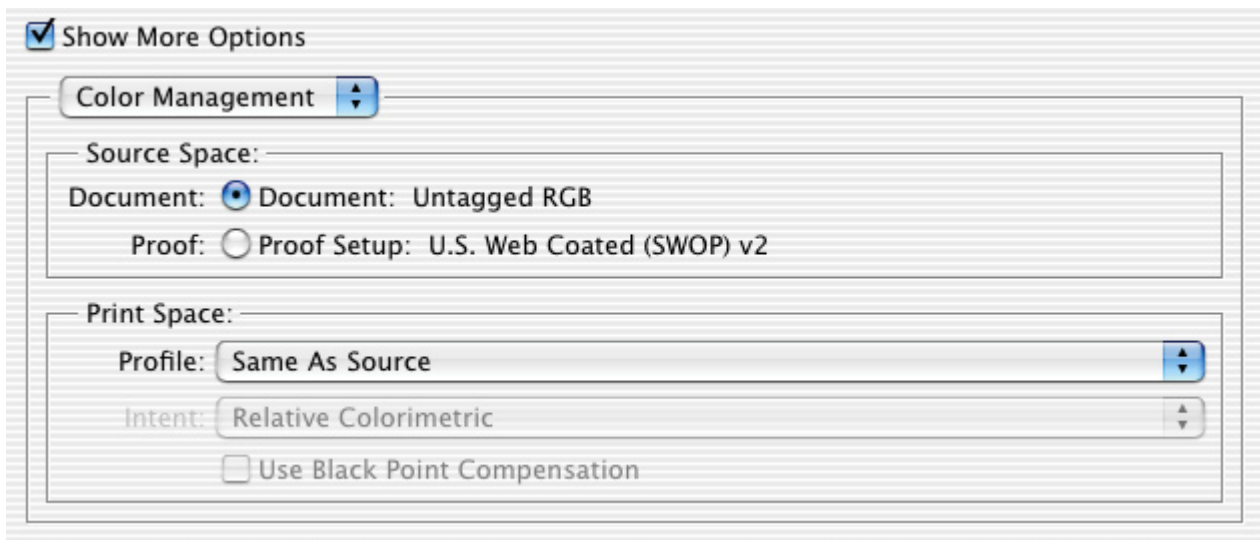 Show More Options
Color Management
Source Space:
Document: Document: Untagged RGB
Proof: Proof Setup: U.S. Web Coated (SWOP) v2
Print Space:
Profile: Same As Source
Intent: Relative Colorimetric
Use Black Point Compensation